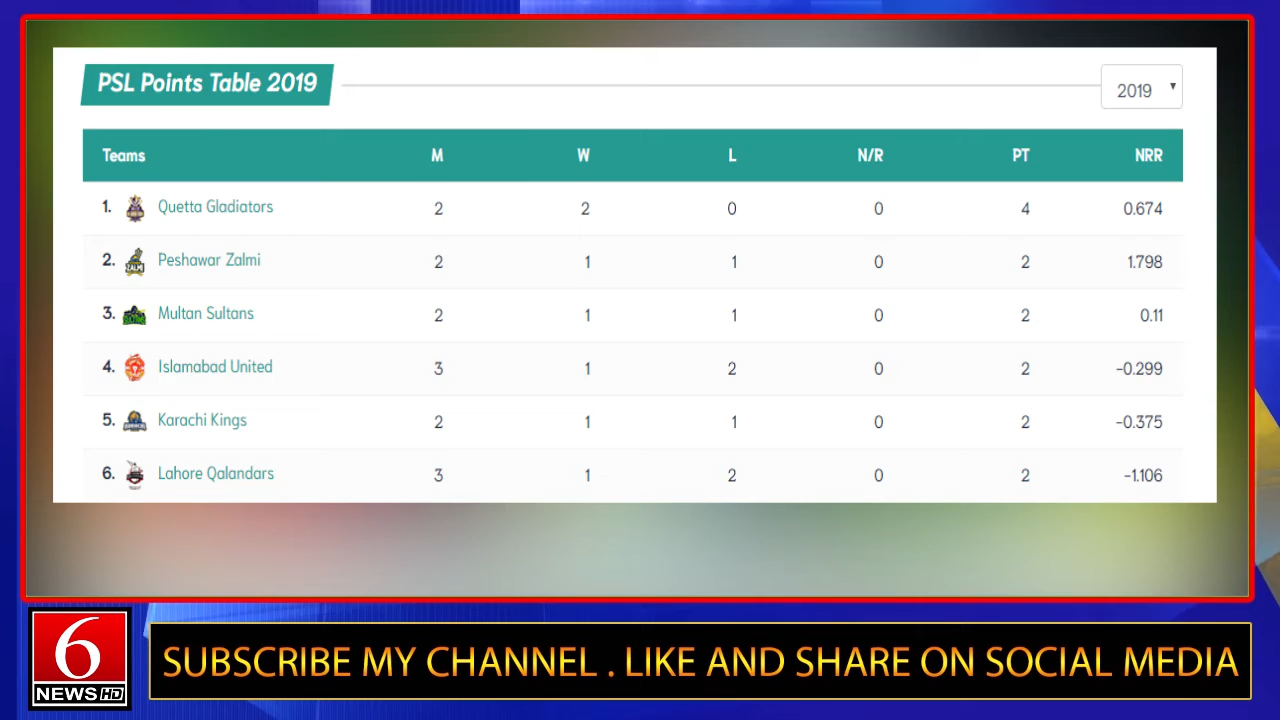 PSL Points Table 2019
2019
Teams M W L N/R PT NRR
1. Quetta Gladiators 2 2 0 0 4 0.674
2. Peshawar Zalmi 2 1 1 0 2 1.798
3. Multan Sultans 2 1 1 0 2 0.11
4. Islamabad United 3 1 2 0 2 -0.299
5. Karachi Kings 2 1 1 0 2 -0.375
6. Lahore Qalandars 3 1 2 0 2 -1.106
6
NEWS HD
SUBSCRIBE MY CHANNEL . LIKE AND SHARE ON SOCIAL MEDIA